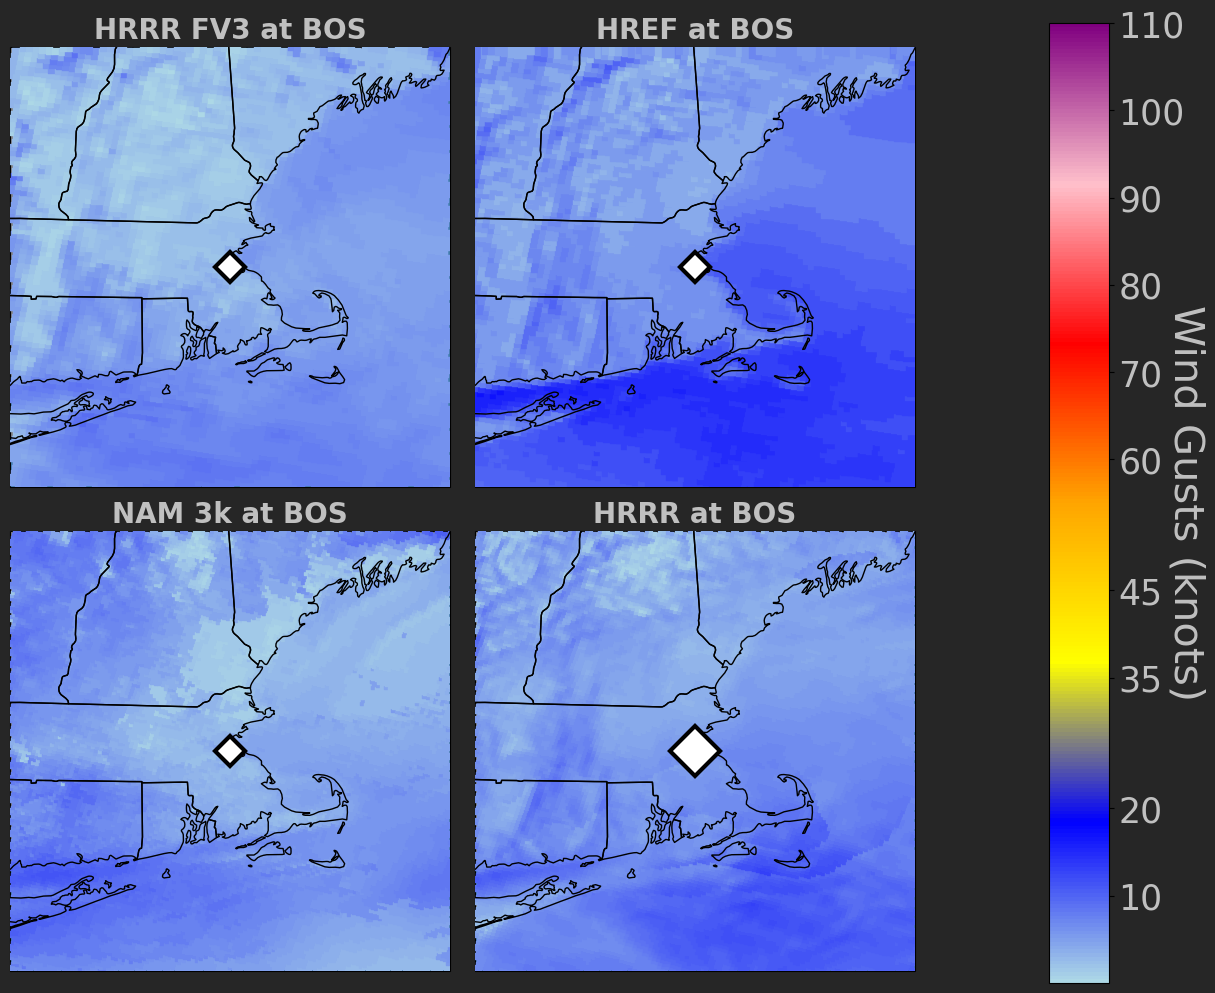 HRRR FV3 at BOS
HREF at BOS
NAM 3k at BOS
HRRR at BOS
110
100
90
80
70
60
45
35
20
10
Wind Gusts (knots)